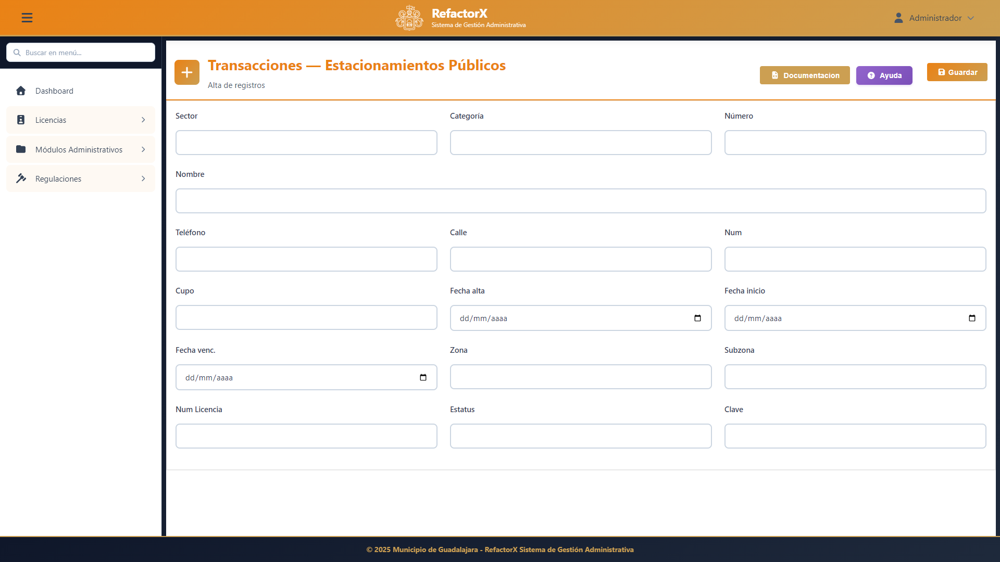 RefactorX
Sistema de Gestión Administrativa
Administrador
Buscar en menú...
Dashboard
Licencias
Módulos Administrativos
Regulaciones
Transacciones — Estacionamientos Públicos
Alta de registros
Documentacion
Ayuda
Guardar
Sector
Categoría
Número
Nombre
Teléfono
Calle
Num
Cupo
Fecha alta
Fecha inicio
dd/mm/aaaa
dd/mm/aaaa
Fecha venc.
Zona
Subzona
dd/mm/aaaa
Num Licencia
Estatus
Clave
© 2025 Municipio de Guadalajara - RefactorX Sistema de Gestión Administrativa